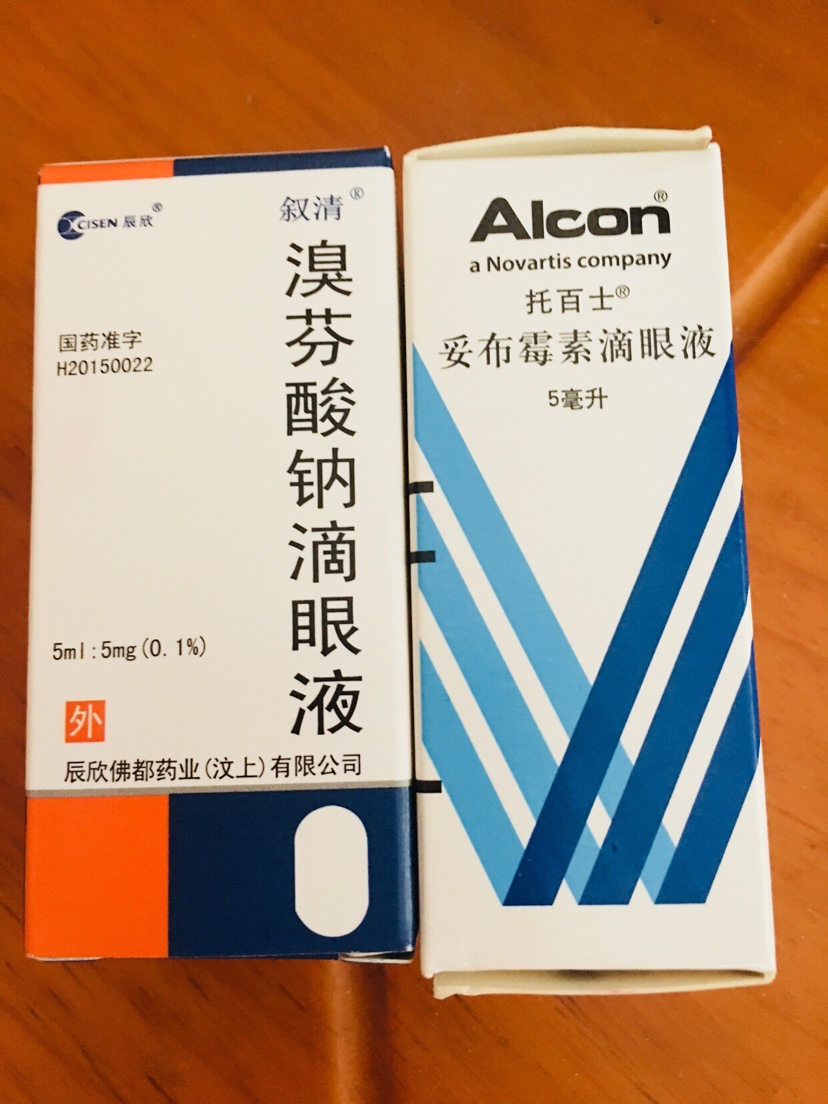 CISEN 辰欣®
叙清®
溴芬酸钠滴眼液
国药准字
H20150022
5ml:5mg(0.1%)
外
辰欣佛都药业(汶上)有限公司
Alcon®
a Novartis company
托百士®
妥布霉素滴眼液
5毫升